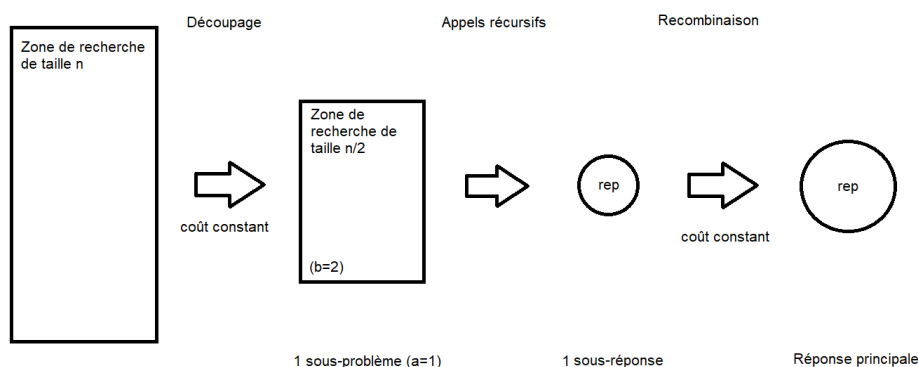 Découpage
Appels récursifs
Recombinaison
Zone de recherche
de taille n
Zone de
recherche de
taille n/2
(b=2)
coût constant
rep
coût constant
rep
1 sous-problème (a=1)
1 sous-réponse
Réponse principale